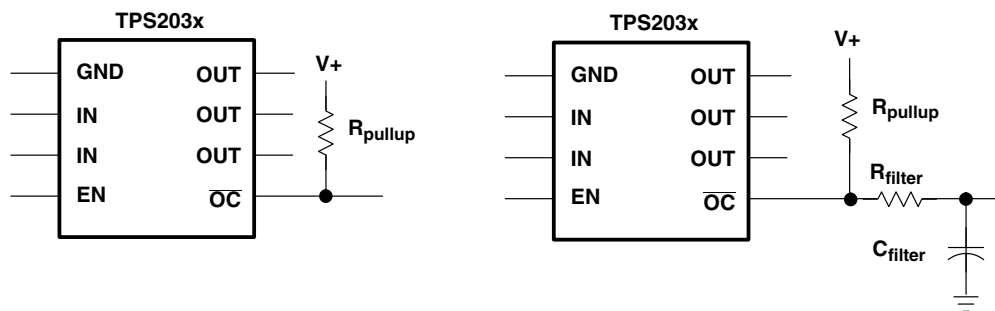 TPS203x
GND OUT
IN OUT
IN OUT
EN OC
V+
Rpullup
TPS203x
GND OUT
IN OUT
IN OUT
EN OC
V+
Rpullup
Rfilter
Cfilter